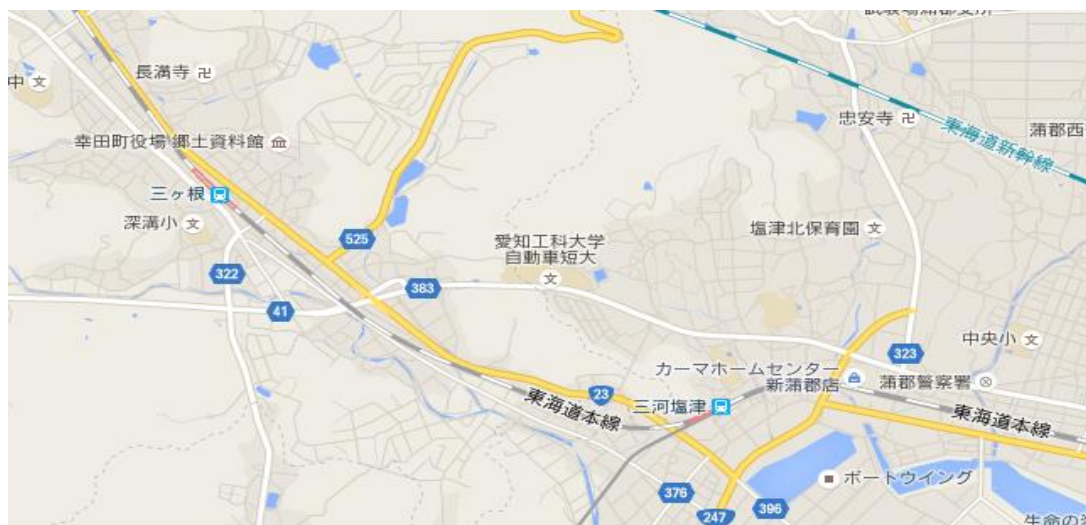 長満寺
中
幸田町役場 郷土資料館
三ヶ根
深溝小
322
41
525
383
愛知工科大学
自動車短大
忠安寺
東海道新幹線
蒲郡西
塩津北保育園
323
中央小
カーマホームセンター
新蒲郡店
蒲郡警察署
23
東海道本線
三河塩津
東海道本線
376
247
396
ボートウイング